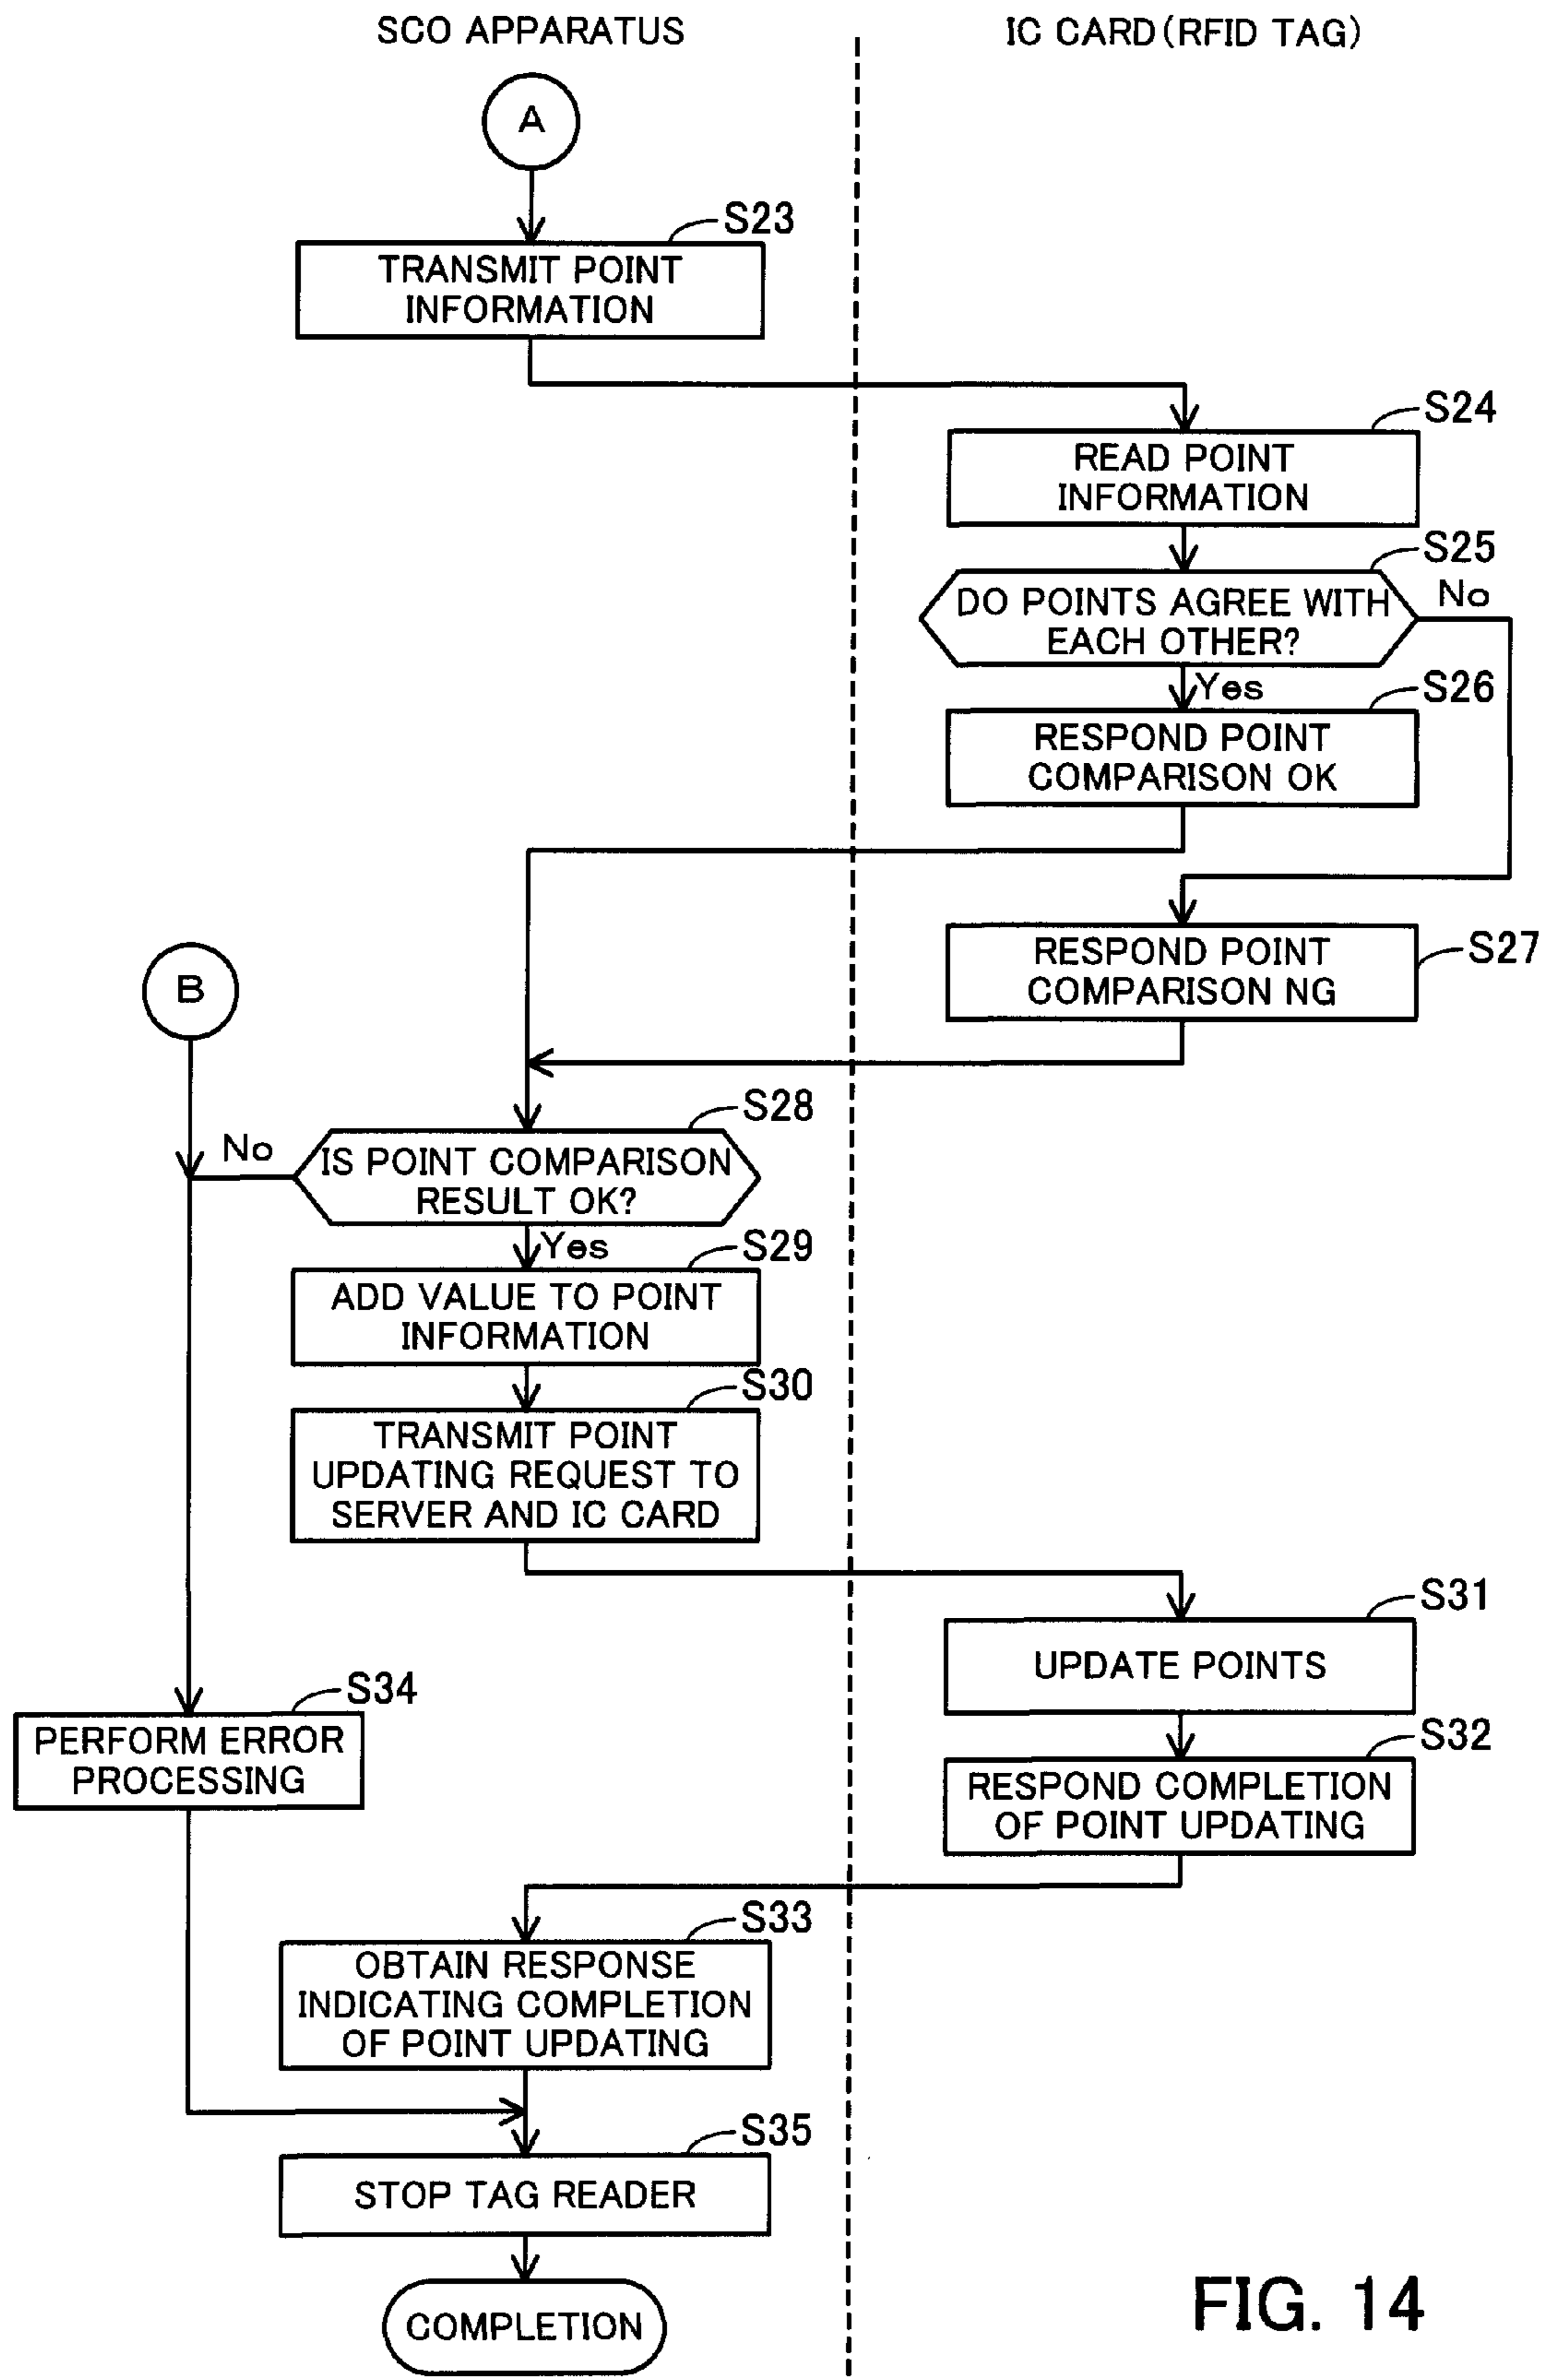 SCO APPARATUS
IC CARD (RFID TAG)
A
S23
TRANSMIT POINT
INFORMATION
S24
READ POINT
INFORMATION
S25
DO POINTS AGREE WITH
EACH OTHER?
No
Yes
S26
RESPOND POINT
COMPARISON OK
S27
RESPOND POINT
COMPARISON NG
B
S28
IS POINT COMPARISON
RESULT OK?
No
Yes
S29
ADD VALUE TO POINT
INFORMATION
S30
TRANSMIT POINT
UPDATING REQUEST TO
SERVER AND IC CARD
S31
UPDATE POINTS
S32
RESPOND COMPLETION
OF POINT UPDATING
S34
PERFORM ERROR
PROCESSING
S33
OBTAIN RESPONSE
INDICATING COMPLETION
OF POINT UPDATING
S35
STOP TAG READER
COMPLETION
FIG. 14